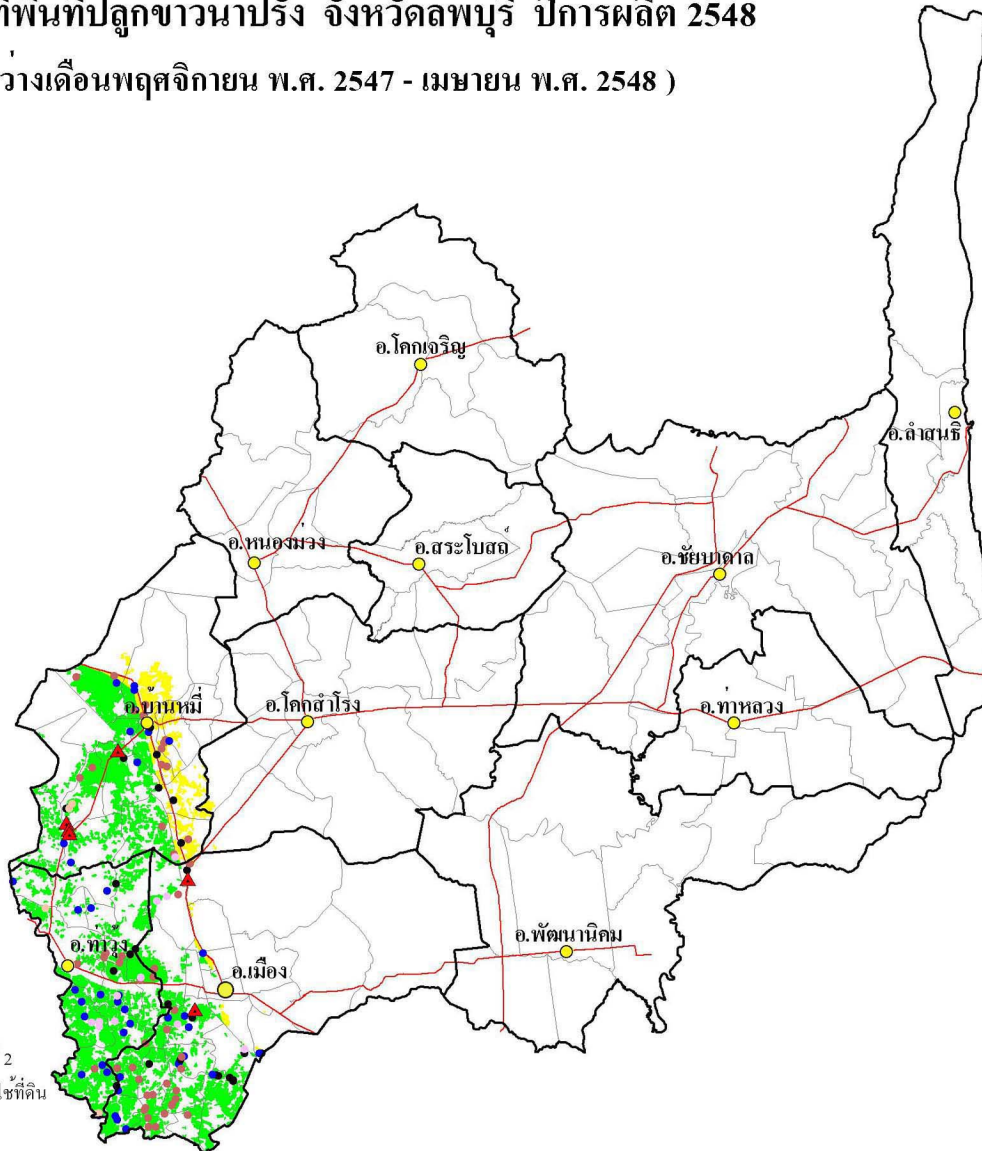 ที่พื้นที่ปลูกข้าวนาปรัง จังหวัดลพบุรี ปีการผลิต 2548
ว่างเดือนพฤศจิกายน พ.ศ. 2547 - เมษายน พ.ศ. 2548 )
อ.โคกเจริญ
อ.ลำสนธิ
อ.หนองม่วง
อ.สระโบสถ์
อ.ชัยบาดาล
อ.บ้านหมี่
อ.โคกสำโรง
อ.ท่าหลวง
อ.ท่าวุ้ง
อ.เมือง
อ.พัฒนานิคม
2
ใช้ที่ดิน